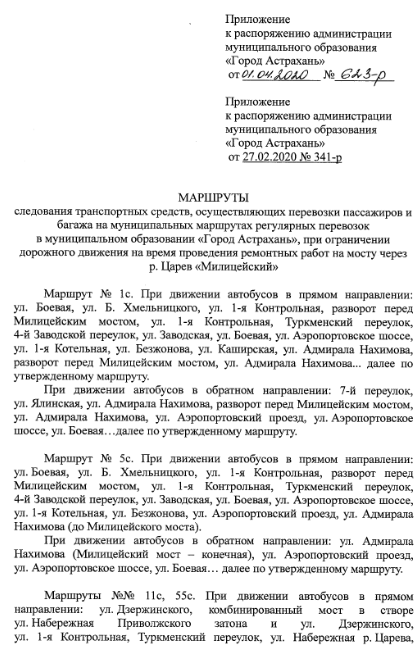 Приложение
к распоряжению администрации
муниципального образования
«Город Астрахань»
от 01.04.2020 № 623-р
Приложение
к распоряжению администрации
муниципального образования
«Город Астрахань»
от 27.02.2020 № 341-р
МАРШРУТЫ
следования транспортных средств, осуществляющих перевозки пассажиров и
багажа на муниципальных маршрутах регулярных перевозок
в муниципальном образовании «Город Астрахань», при ограничении
дорожного движения на время проведения ремонтных работ на мосту через
р. Царев «Милицейский»
Маршрут № 1с. При движении автобусов в прямом направлении:
ул. Боевая, ул. Б. Хмельницкого, ул. 1-я Контрольная, разворот перед
Милицейским мостом, ул. 1-я Контрольная, Туркменский переулок,
4-й Заводской переулок, ул. Заводская, ул. Боевая, ул. Аэропортовское шоссе,
ул. 1-я Котельная, ул. Безжонова, ул. Каширская, ул. Адмирала Нахимова,
разворот перед Милицейским мостом, ул. Адмирала Нахимова... далее по
утвержденному маршруту.
При движении автобусов в обратном направлении: 7-й переулок,
ул. Ялинская, ул. Адмирала Нахимова, разворот перед Милицейским мостом,
ул. Адмирала Нахимова, ул. Аэропортовский проезд, ул. Аэропортовское
шоссе, ул. Боевая…далее по утвержденному маршруту.
Маршрут № 5с. При движении автобусов в прямом направлении:
ул. Боевая, ул. Б. Хмельницкого, ул. 1-я Контрольная, разворот перед
Милицейским мостом, ул. 1-я Контрольная, Туркменский переулок,
4-й Заводской переулок, ул. Заводская, ул. Боевая, ул. Аэропортовское шоссе,
ул. 1-я Котельная, ул. Безжонова, ул. Аэропортовский проезд, ул. Адмирала
Нахимова (до Милицейского моста).
При движении автобусов в обратном направлении: ул. Адмирала
Нахимова (Милицейский мост – конечная), ул. Аэропортовский проезд,
ул. Аэропортовское шоссе, ул. Боевая… далее по утвержденному маршруту.
Маршруты №№ 11с, 55с. При движении автобусов в прямом
направлении: ул. Дзержинского, комбинированный мост в створе
ул. Набережная Приволжского затона и ул. Дзержинского,
ул. 1-я Контрольная, Туркменский переулок, ул. Набережная р.Царева,